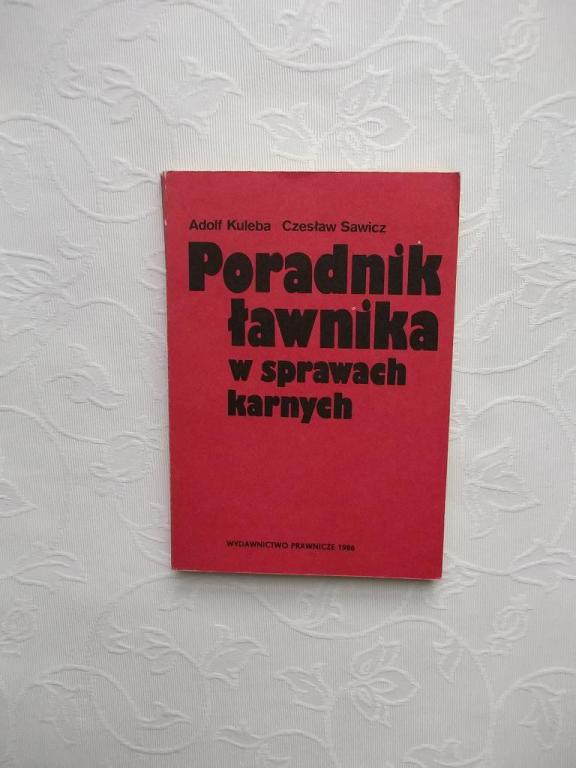 Adolf Kuleba Czesław Sawicz
Poradnik
ławnika
w sprawach
karnych
WYDAWNICTWO PRAWNICZE 1986